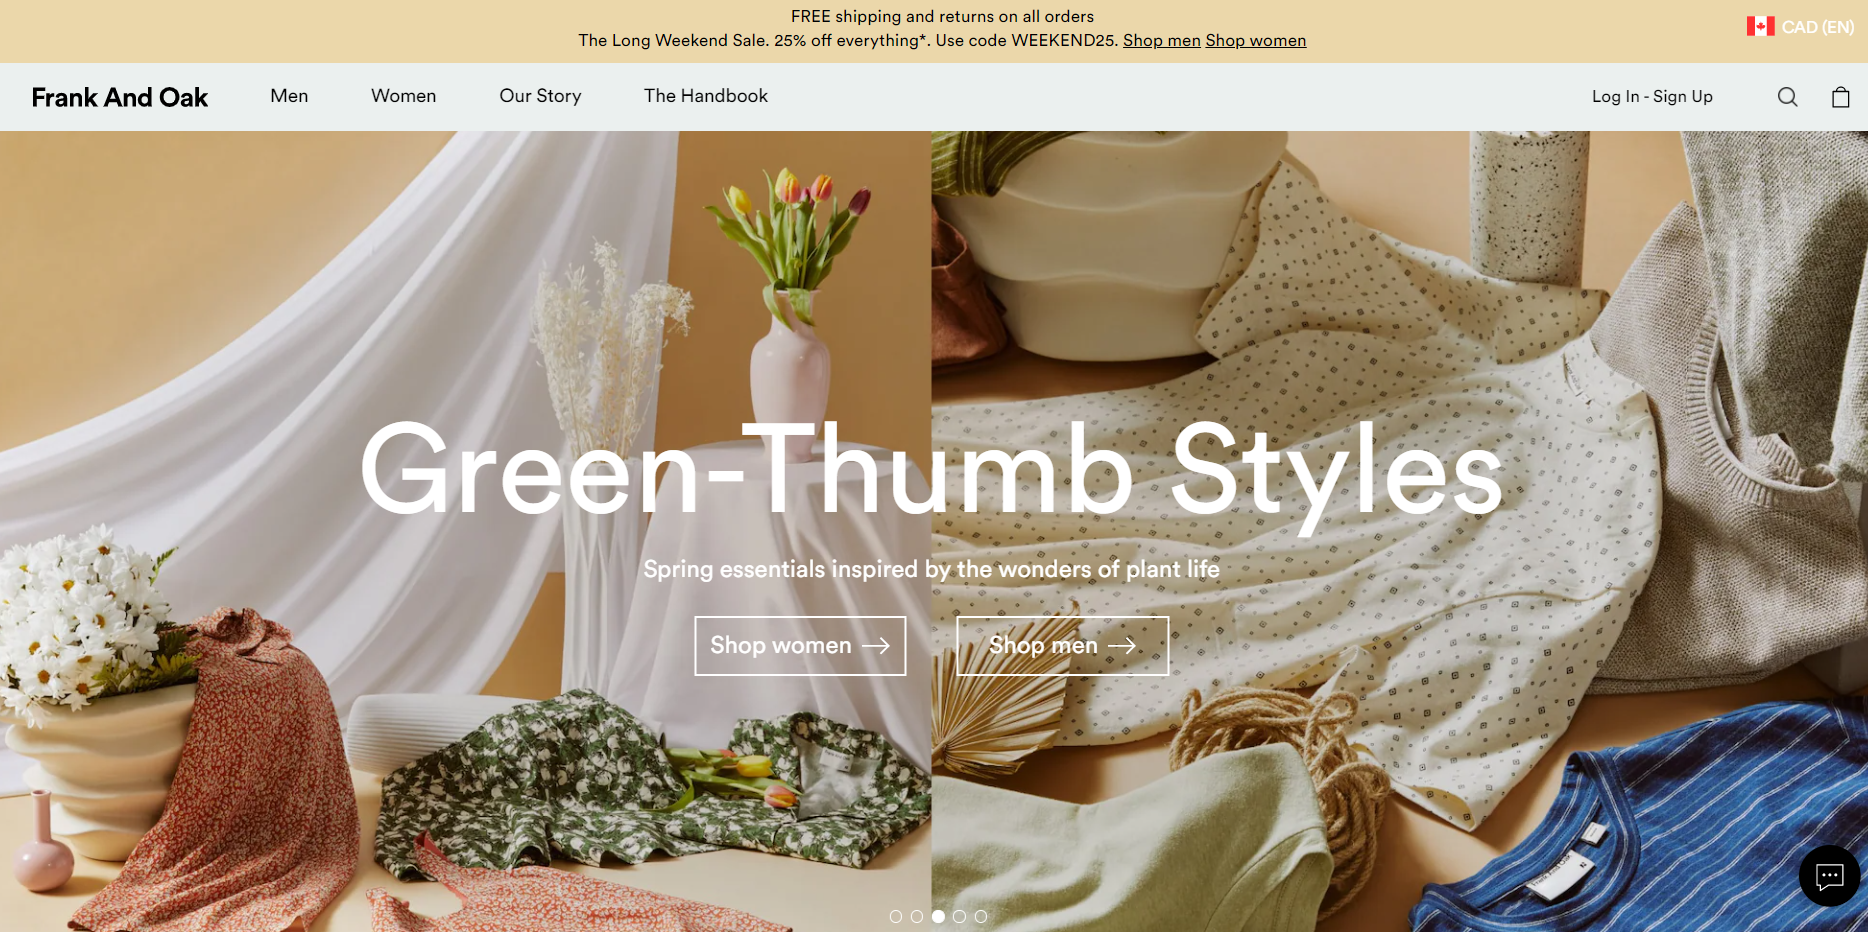 FREE shipping and returns on all orders
The Long Weekend Sale. 25% off everything*. Use code WEEKEND25. Shop men Shop women
CAD (EN)
Frank And Oak
Men
Women
Our Story
The Handbook
Log In - Sign Up
Green-Thumb Styles
Spring essentials inspired by the wonders of plant life
Shop women
Shop men